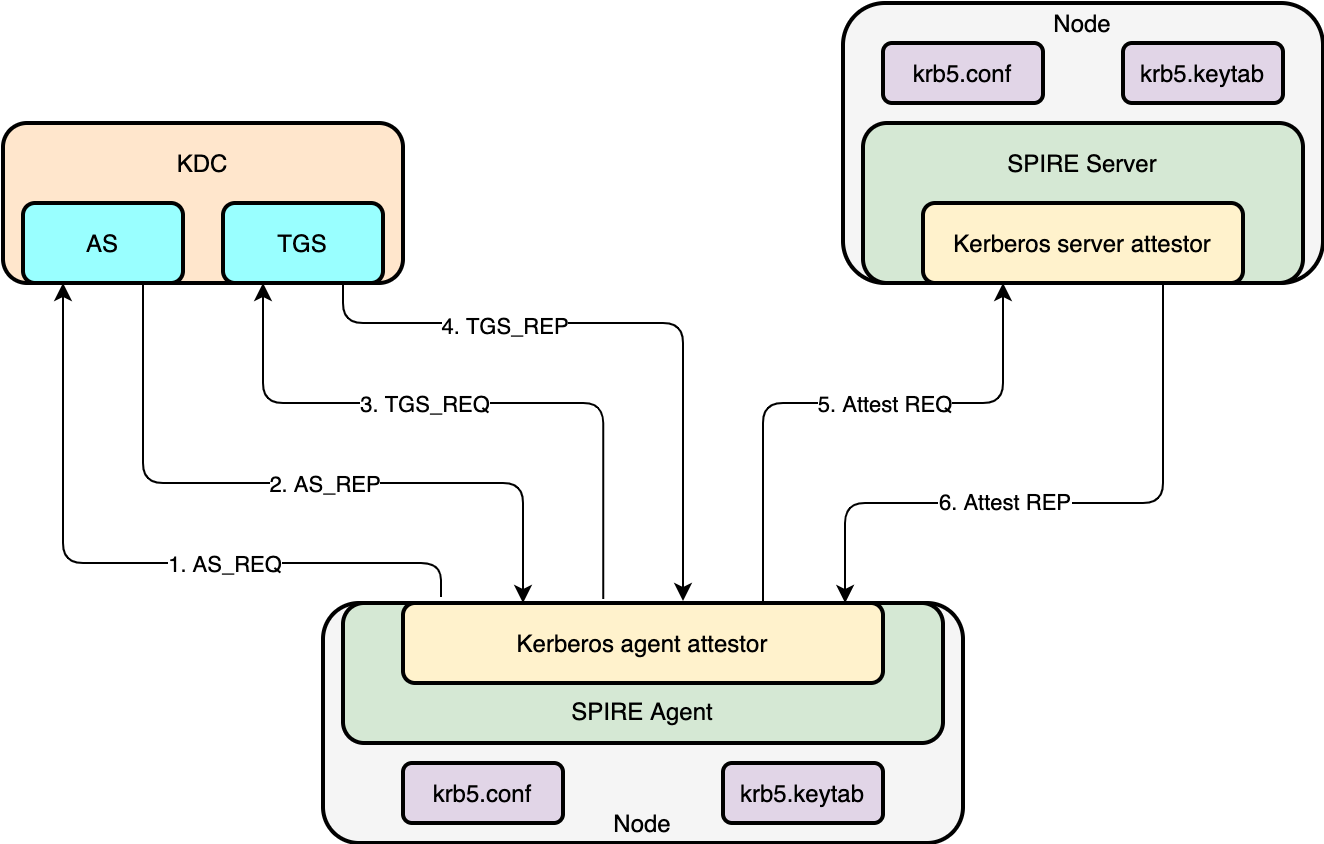 Node
krb5.conf
krb5.keytab
KDC
SPIRE Server
AS
TGS
Kerberos server attestor
4. TGS_REP
3. TGS_REQ
5. Attest REQ
2. AS_REP
6. Attest REP
1. AS_REQ
Kerberos agent attestor
SPIRE Agent
krb5.conf
krb5.keytab
Node